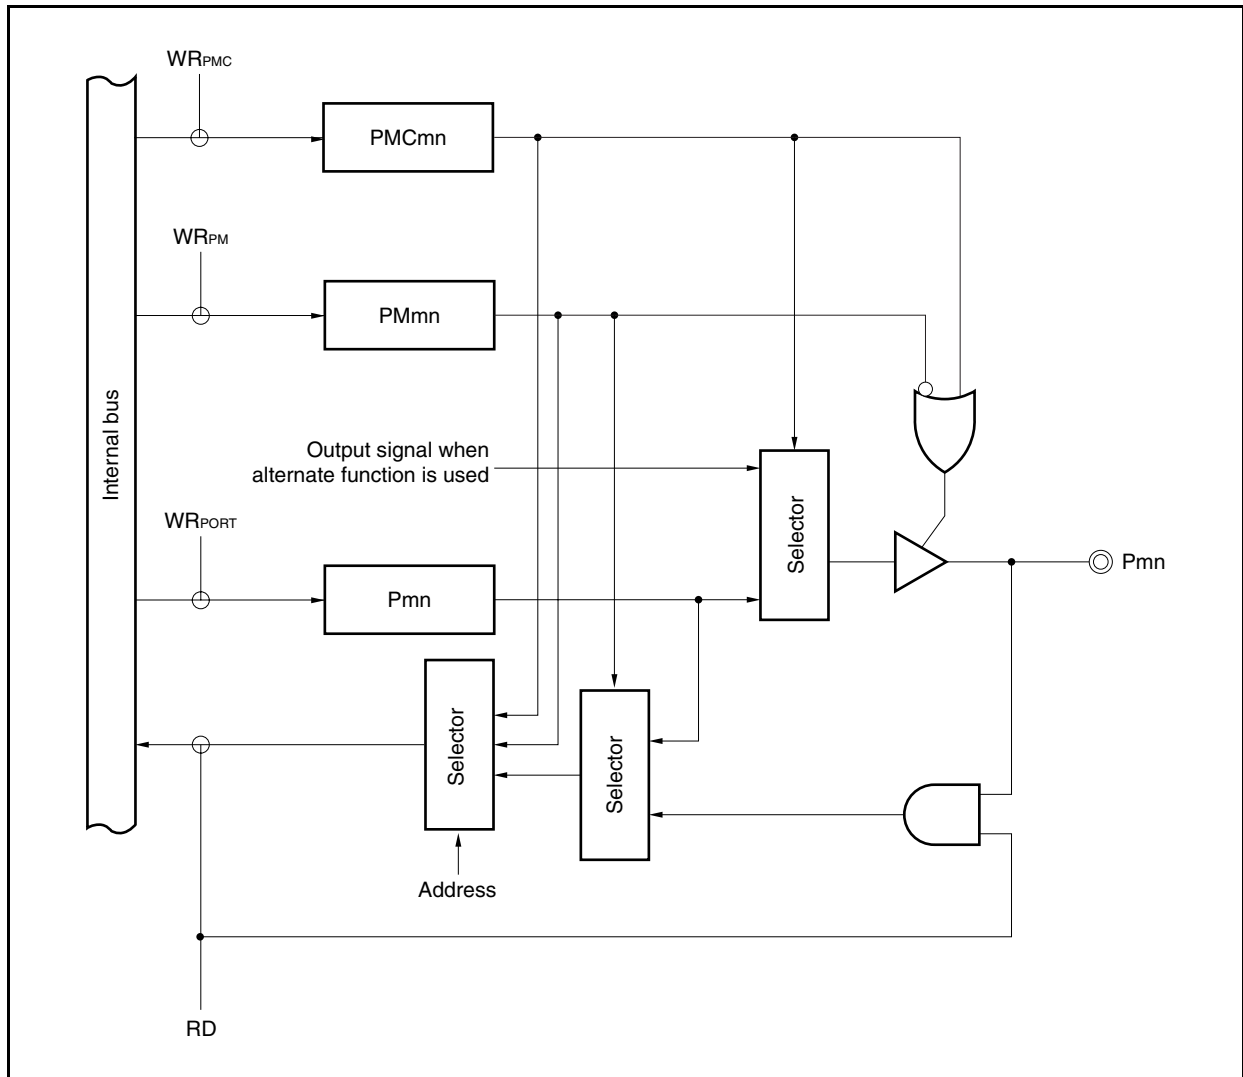 WRPMC
PMCmn
WRPM
PMmn
Internal bus
Output signal when
alternate function is used
Selector
WRPORT
Pmn
Pmn
Selector
Selector
Address
RD